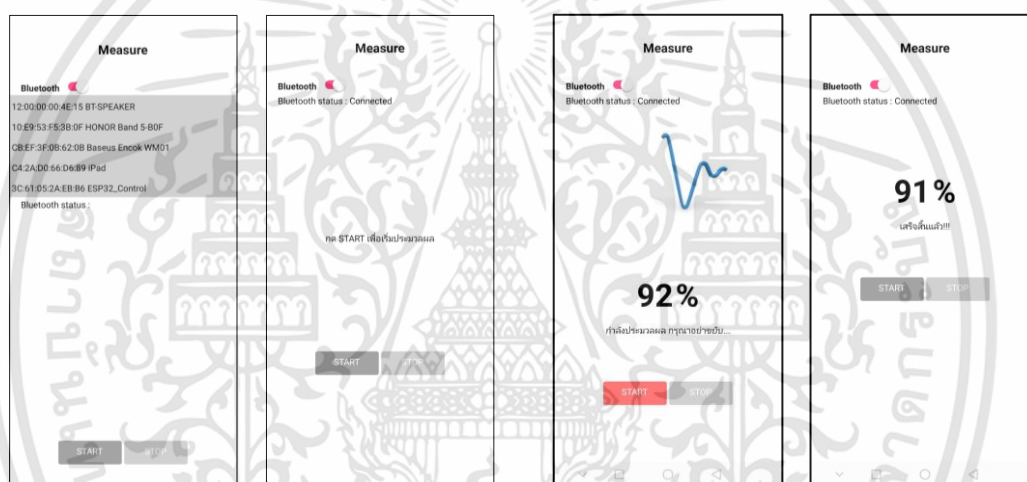 Measure
Bluetooth
12:00:00:00:4E:15 BT-SPEAKER
10:E9:53:F5:3B:0F HONOR Band 5-B0F
CB:EF:3F:0B:62:0B Baseus Encok WM01
C4:2A:D0:66:D6:89 iPad
3C:61:05:2A:EB:B6 ESP32_Control
Bluetooth status :
START STOP
Measure
Bluetooth
Bluetooth status : Connected
กด START เพื่อเริ่มประมวลผล
START STOP
Measure
Bluetooth
Bluetooth status : Connected
92%
กำลังประมวลผล กรุณาอย่าขยับ...
START STOP
Measure
Bluetooth
Bluetooth status : Connected
91%
เสร็จสิ้นแล้ว!!!
START STOP